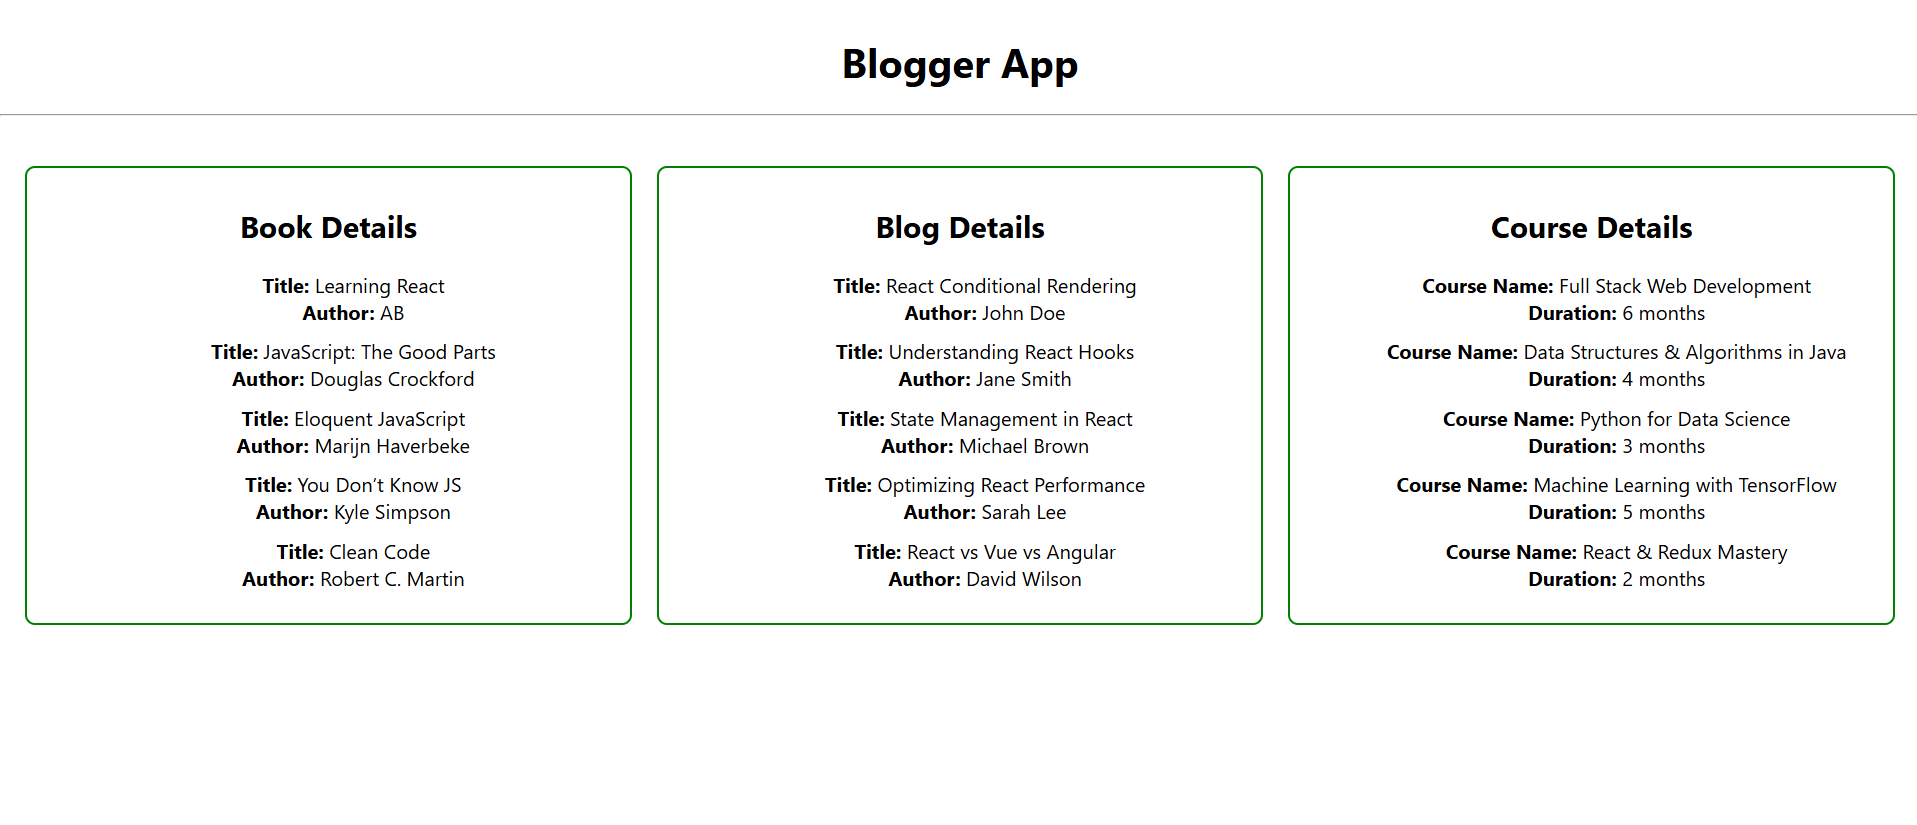 Blogger App
Book Details
Title: Learning React
Author: AB
Title: JavaScript: The Good Parts
Author: Douglas Crockford
Title: Eloquent JavaScript
Author: Marijn Haverbeke
Title: You Don’t Know JS
Author: Kyle Simpson
Title: Clean Code
Author: Robert C. Martin
Blog Details
Title: React Conditional Rendering
Author: John Doe
Title: Understanding React Hooks
Author: Jane Smith
Title: State Management in React
Author: Michael Brown
Title: Optimizing React Performance
Author: Sarah Lee
Title: React vs Vue vs Angular
Author: David Wilson
Course Details
Course Name: Full Stack Web Development
Duration: 6 months
Course Name: Data Structures & Algorithms in Java
Duration: 4 months
Course Name: Python for Data Science
Duration: 3 months
Course Name: Machine Learning with TensorFlow
Duration: 5 months
Course Name: React & Redux Mastery
Duration: 2 months